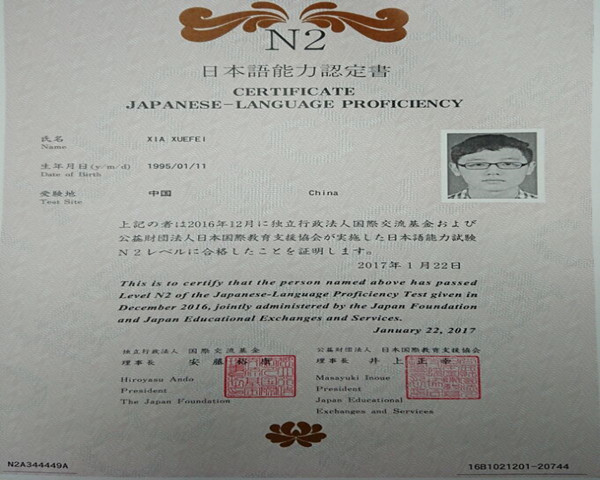 N2
日本語能力認定書
CERTIFICATE
JAPANESE-LANGUAGE PROFICIENCY
氏名 XIA XUEFEI
Name
生年月日(y/m/d) 1995/01/11
Date of Birth
受験地 中国 China
Test Site
上記の者は2016年12月に独立行政法人国際交流基金および
公益財団法人日本国際教育支援協会が実施した日本語能力試験
N2レベルに合格したことを証明します。
2017年 1月22日
This is to certify that the person named above has passed
Level N2 of the Japanese-Language Proficiency Test given in
December 2016, jointly administered by the Japan Foundation
and Japan Educational Exchanges and Services.
January 22, 2017
独立行政法人 国際交流基金
理事長 安藤裕康
Hiroyasu Ando
President
The Japan Foundation
公益財団法人 日本国際教育支援協会
理事長 井上正幸
Masayuki Inoue
President
Japan Educational
Exchanges and Services
N2A344449A
16B1021201-20744